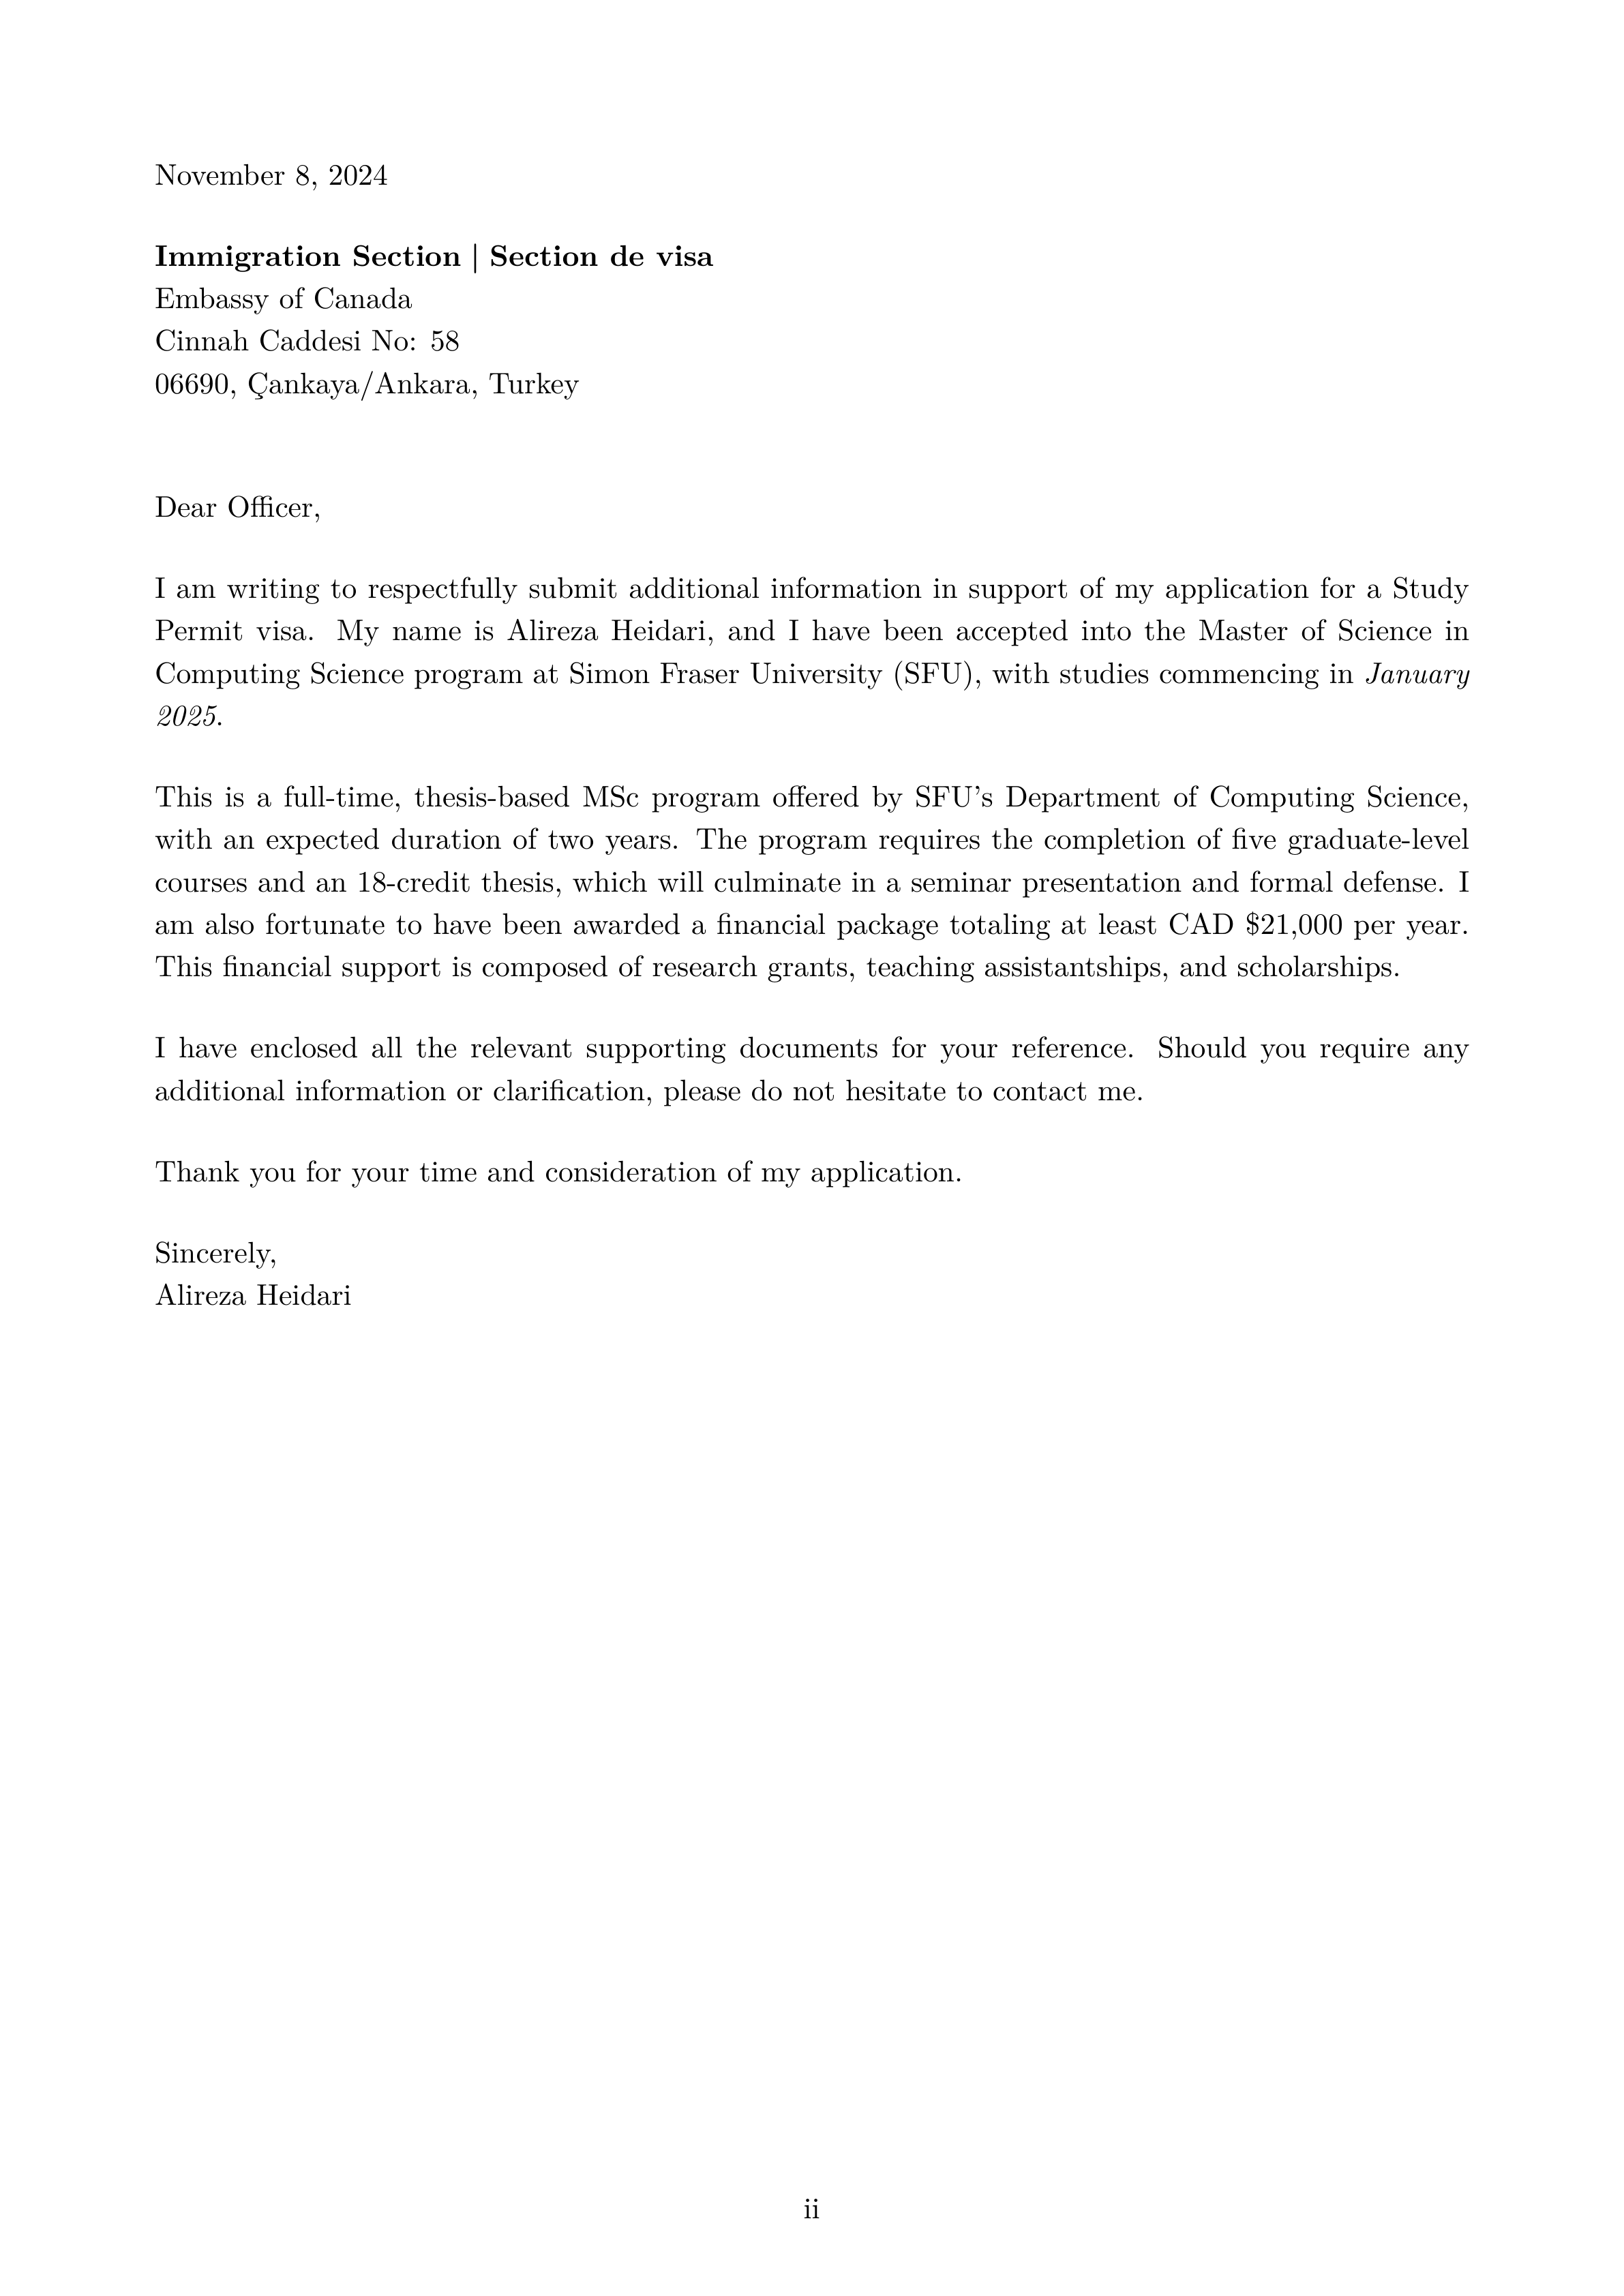 November 8, 2024
Immigration Section | Section de visa
Embassy of Canada
Cinnah Caddesi No: 58
06690, Çankaya/Ankara, Turkey
Dear Officer,
I am writing to respectfully submit additional information in support of my application for a Study
Permit visa. My name is Alireza Heidari, and I have been accepted into the Master of Science in
Computing Science program at Simon Fraser University (SFU), with studies commencing in January
2025.
This is a full-time, thesis-based MSc program offered by SFU's Department of Computing Science,
with an expected duration of two years. The program requires the completion of five graduate-level
courses and an 18-credit thesis, which will culminate in a seminar presentation and formal defense. I
am also fortunate to have been awarded a financial package totaling at least CAD $21,000 per year.
This financial support is composed of research grants, teaching assistantships, and scholarships.
I have enclosed all the relevant supporting documents for your reference. Should you require any
additional information or clarification, please do not hesitate to contact me.
Thank you for your time and consideration of my application.
Sincerely,
Alireza Heidari
ii